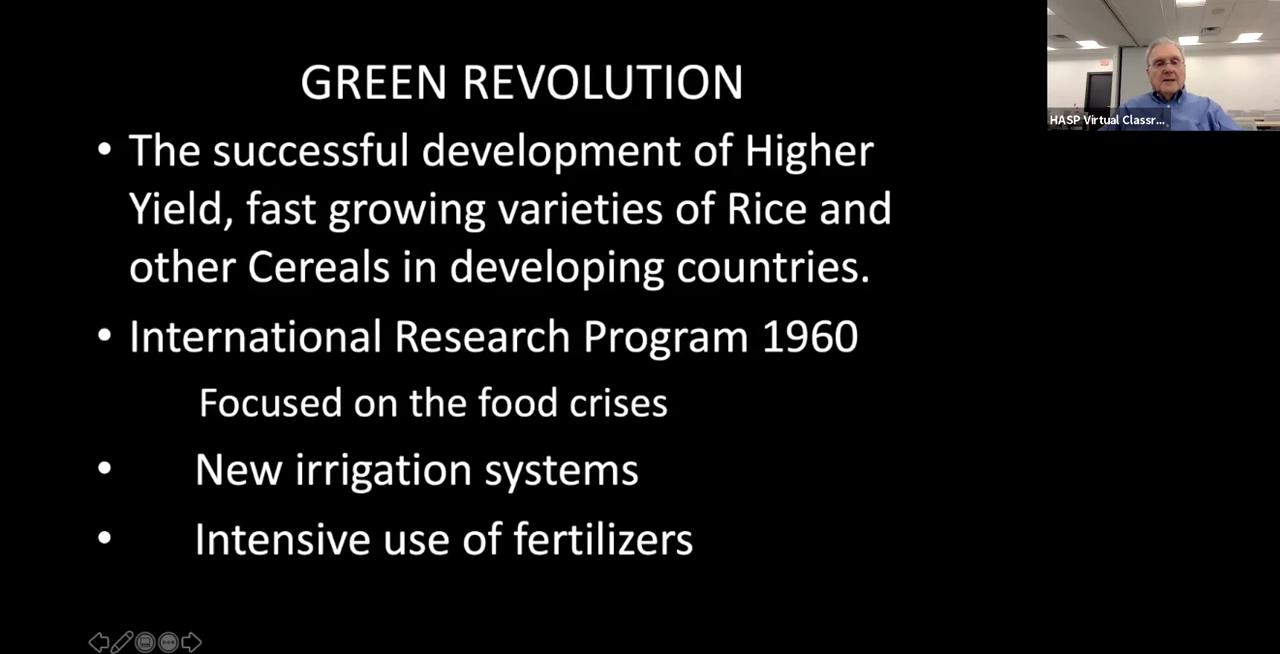 GREEN REVOLUTION
• The successful development of Higher
Yield, fast growing varieties of Rice and
other Cereals in developing countries.
• International Research Program 1960
Focused on the food crises
• New irrigation systems
• Intensive use of fertilizers
HASP Virtual Classr...